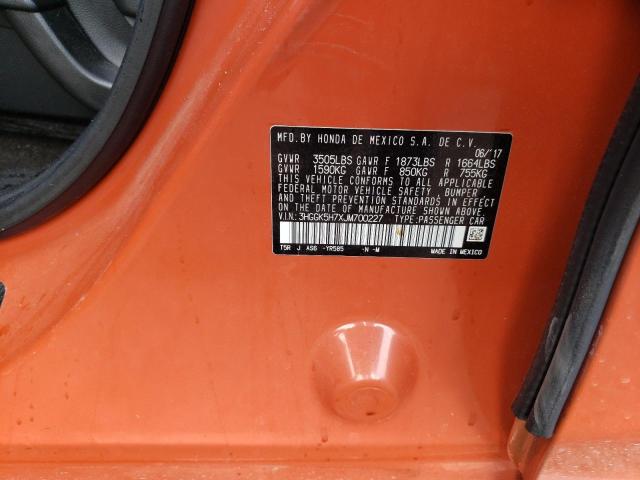 MFD.BY HONDA DE MEXICO S.A. DE C.V.
06/'17
GVWR 3505LBS GAWR F 1873LBS R 1664LBS
GVWR 1590KG GAWR F 850KG R 755KG
THIS VEHICLE CONFORMS TO ALL APPLICABLE
FEDERAL MOTOR VEHICLE SAFETY, BUMPER
AND THEFT PREVENTION STANDARDS IN EFFECT
ON THE DATE OF MANUFACTURE SHOWN ABOVE.
V.I.N: 3HGGK5H7XJM700227 TYPE:PASSENGER CAR
T5R J ASG -YR585 -N -M MADE IN MEXICO